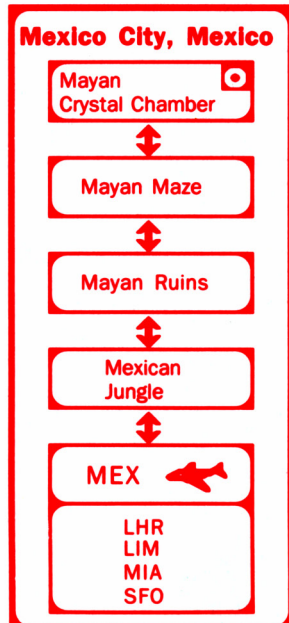 Mexico City, Mexico
Mayan
Crystal Chamber
Mayan Maze
Mayan Ruins
Mexican
Jungle
MEX
LHR
LIM
MIA
SFO